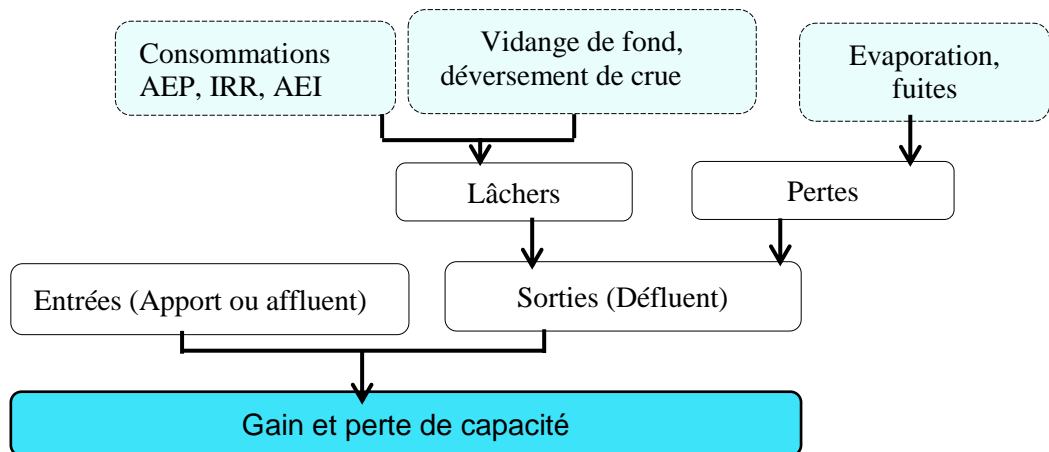 Consommations
AEP, IRR, AEI
Vidange de fond,
déversement de crue
Evaporation,
fuites
Lâchers
Pertes
Entrées (Apport ou affluent)
Sorties (Défluent)
Gain et perte de capacité